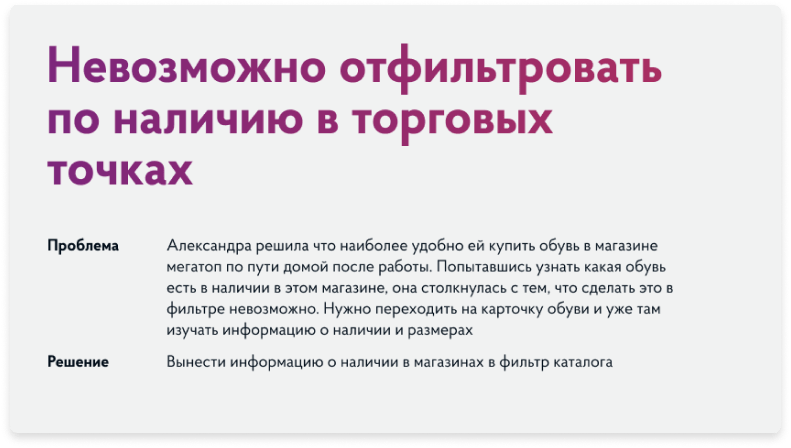 Невозможно отфильтровать
по наличию в торговых
точках
Проблема
Александра решила что наиболее удобно ей купить обувь в магазине
мегатоп по пути домой после работы. Попытавшись узнать какая обувь
есть в наличии в этом магазине, она столкнулась с тем, что сделать это в
фильтре невозможно. Нужно переходить на карточку обуви и уже там
изучать информацию о наличии и размерах
Решение
Вынести информацию о наличии в магазинах в фильтр каталога